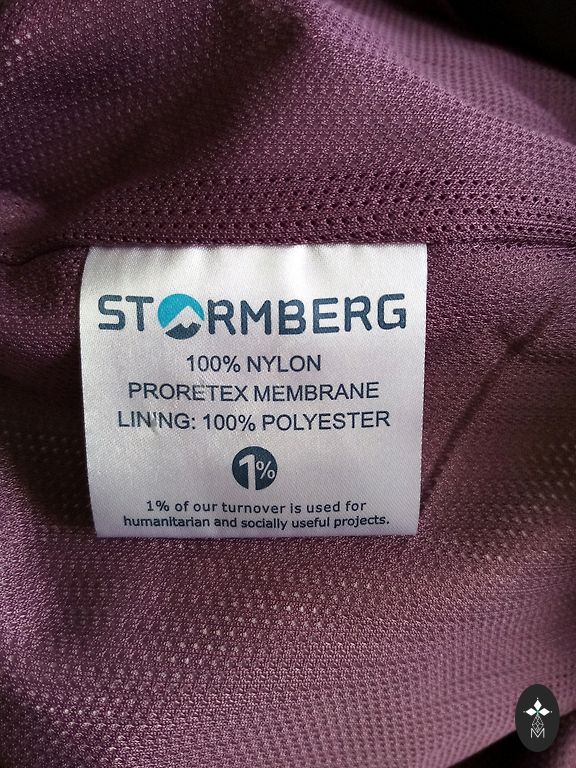 STORMBERG
100% NYLON
PRORETEX MEMBRANE
LINING: 100% POLYESTER
1%
1% of our turnover is used for
humanitarian and socially useful projects.
M